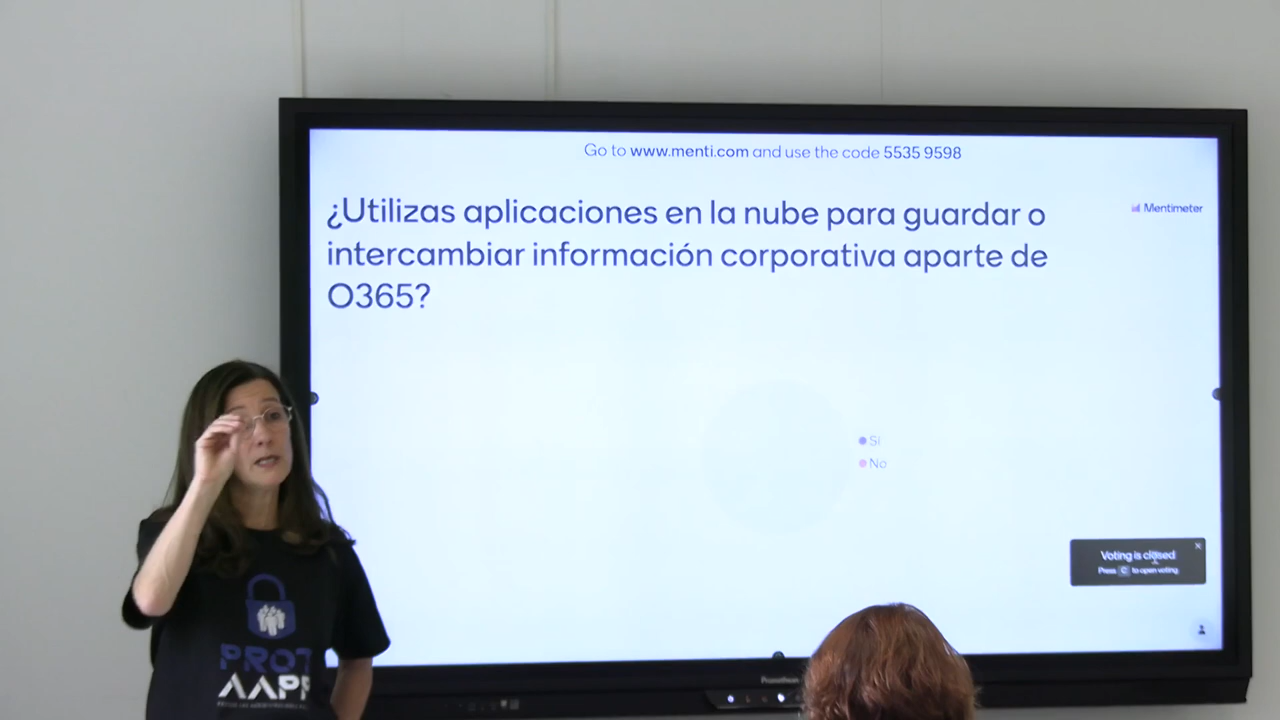 Go to www.menti.com and use the code 5535 9598
¿Utilizas aplicaciones en la nube para guardar o
intercambiar información corporativa aparte de
O365?
Mentimeter
Sí
No
Voting is closed
Press C to open voting
Promethean
PROT
AAPP